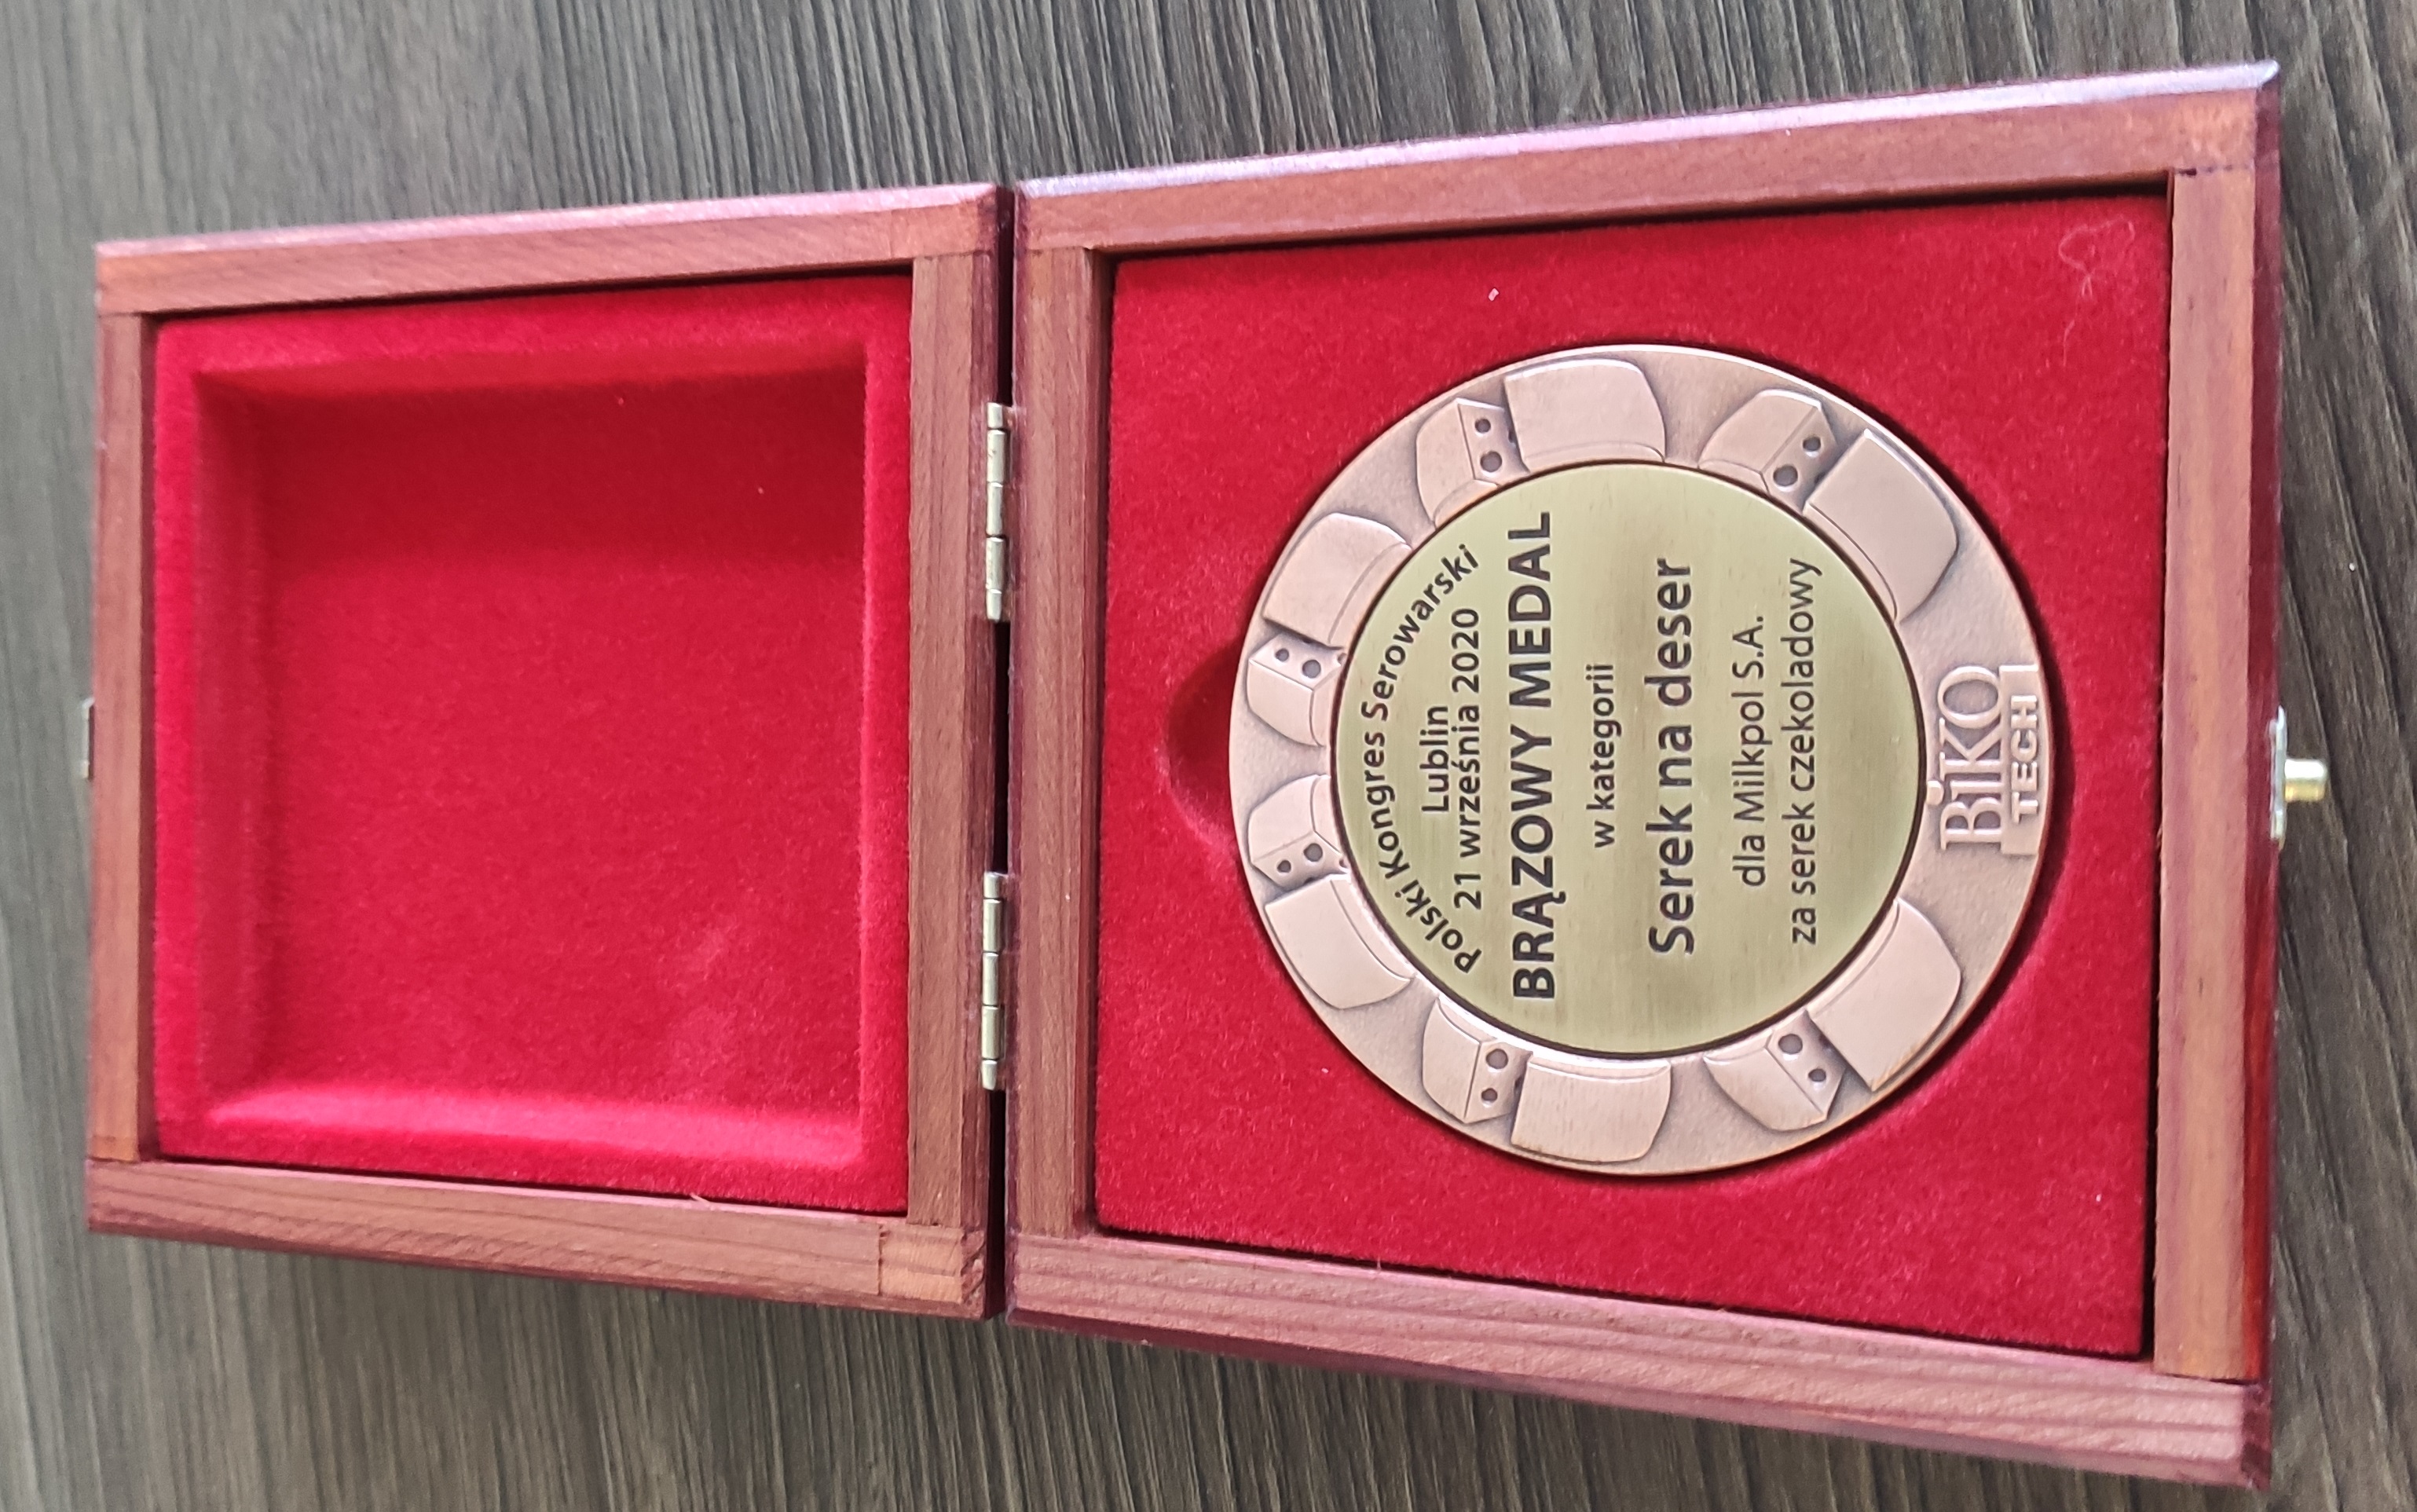 Polski Kongres Serowarski
Lublin
21 września 2020
BRĄZOWY MEDAL
w kategorii
Serek na deser
dla Milkpol S.A.
za serek czekoladowy
BiKO
TECH